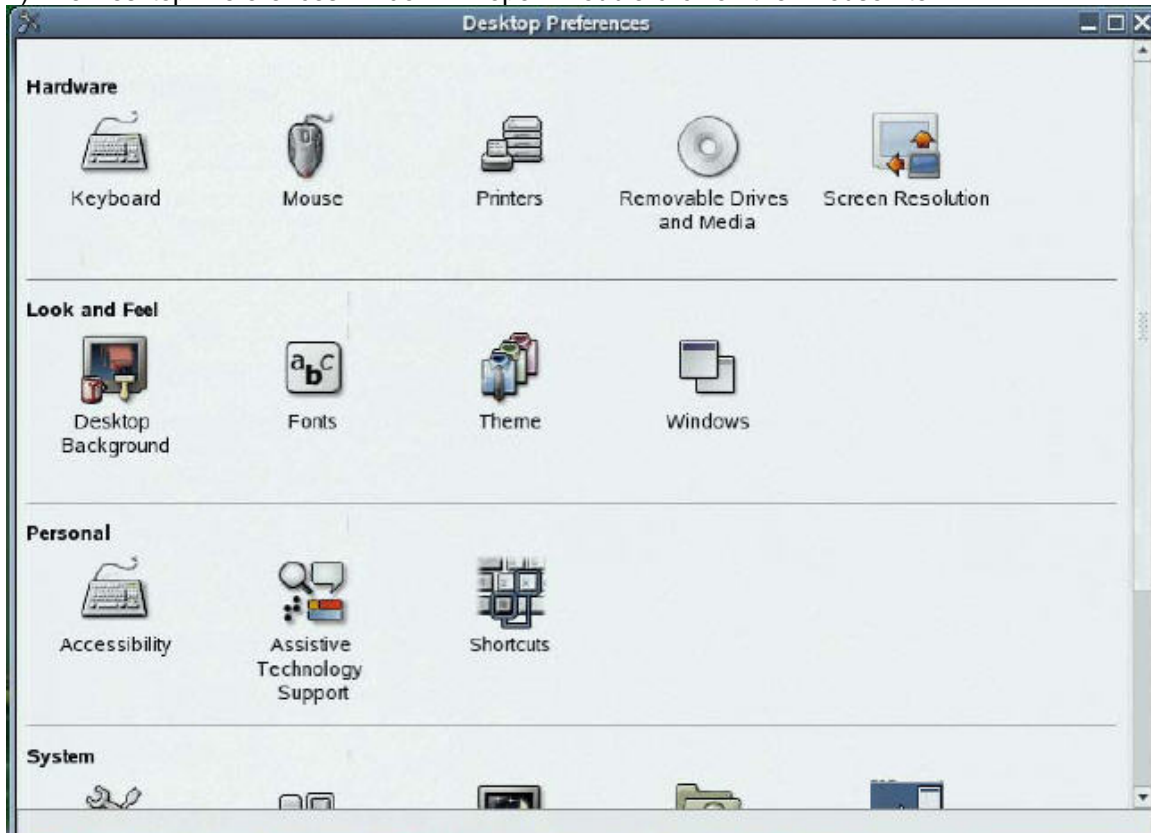 Desktop Preferences
Hardware
Keyboard
Mouse
Printers
Removable Drives
and Media
Screen Resolution
Look and Feel
Desktop
Background
abc
Fonts
Theme
Windows
Personal
Accessibility
Assistive
Technology
Support
Shortcuts
System